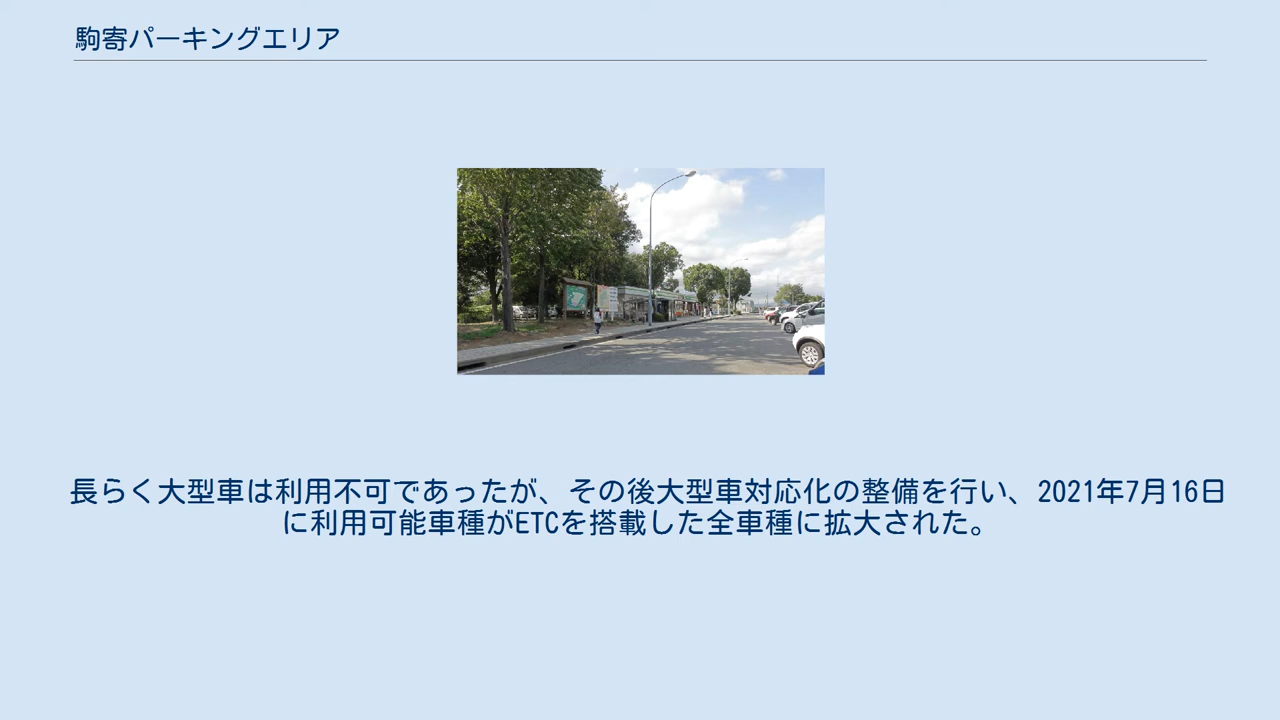 駒寄パーキングエリア
長らく大型車は利用不可であったが、その後大型車対応化の整備を行い、2021年7月16日
に利用可能車種がETCを搭載した全車種に拡大された。